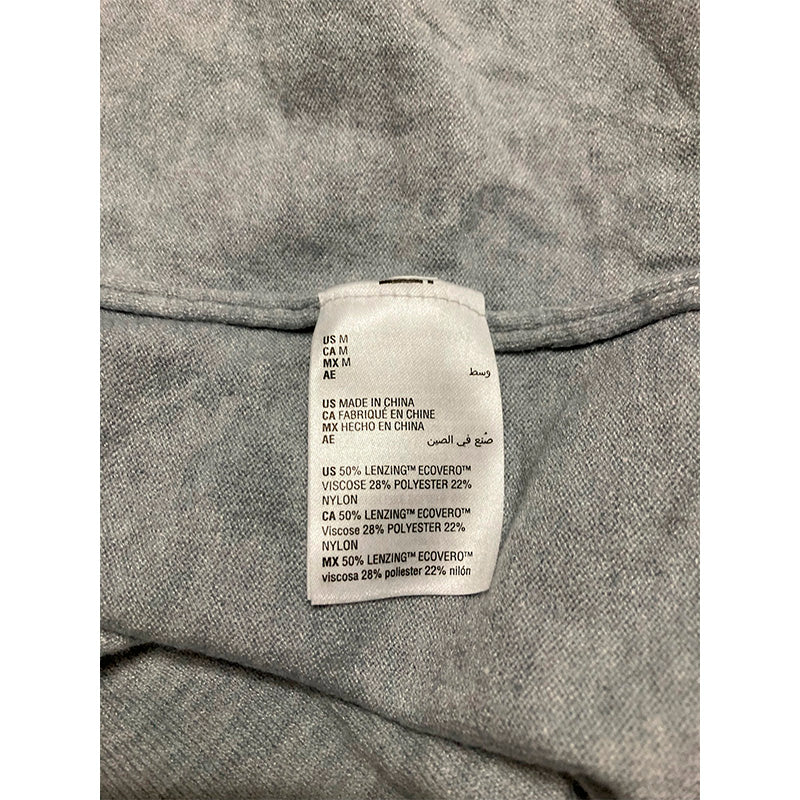 US M
CA M
MX M
AE وسط
US MADE IN CHINA
CA FABRIQUÉ EN CHINE
MX HECHO EN CHINA
AE صُنع في الصين
US 50% LENZING™ ECOVERO™
VISCOSE 28% POLYESTER 22%
NYLON
CA 50% LENZING™ ECOVERO™
Viscose 28% POLYESTER 22%
NYLON
MX 50% LENZING™ ECOVERO™
viscosa 28% poliester 22% nilón